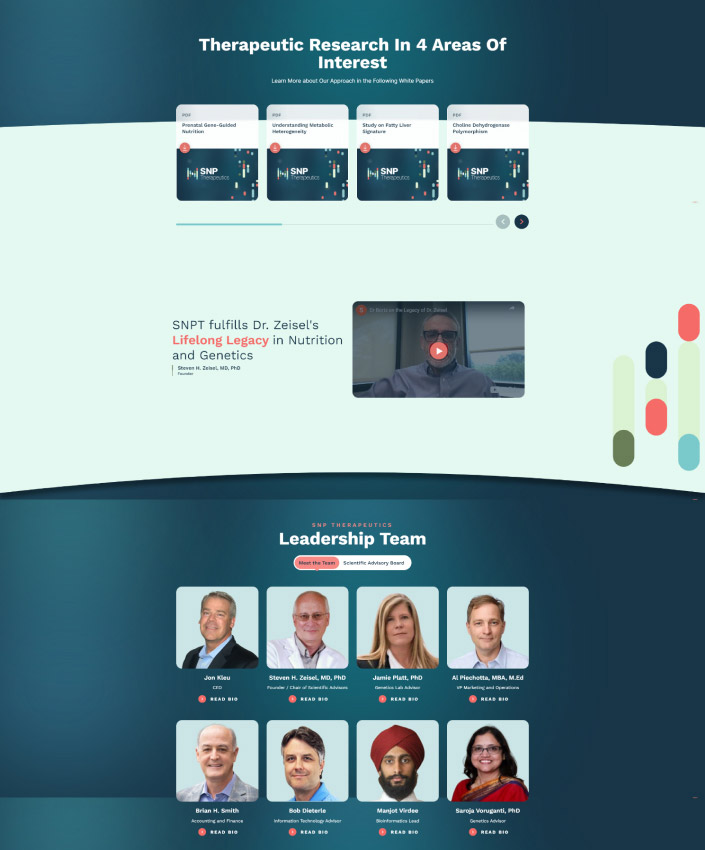 Therapeutic Research In 4 Areas Of
Interest
Learn More about Our Approach in the Following White Papers
PDF
Prenatal Gene-Guided
Nutrition
SNP
Therapeutics
PDF
Understanding Metabolic
Heterogeneity
SNP
Therapeutics
PDF
Study on Fatty Liver
Signature
SNP
Therapeutics
PDF
Choline Dehydrogenase
Polymorphism
SNP
Therapeutics
SNPT fulfills Dr. Zeisel's
Lifelong Legacy in Nutrition
and Genetics
Steven H. Zeisel, MD, PhD
Founder
on the Legacy of Dr. Zeisel
SNP THERAPEUTICS
Leadership Team
Meet the Team
Scientific Advisory Board
Jon Kleu
CEO
READ BIO
Steven H. Zeisel, MD, PhD
Founder / Chair of Scientific Advisors
READ BIO
Jamie Platt, PhD
Genetics Lab Advisor
READ BIO
Al Piechotta, MBA, M.Ed
VP Marketing and Operations
READ BIO
Brian H. Smith
Accounting and Finance
READ BIO
Bob Dieterle
Information Technology Advisor
READ BIO
Manjot Virdee
Bioinformatics Lead
READ BIO
Saroja Voruganti, PhD
Genetics Advisor
READ BIO